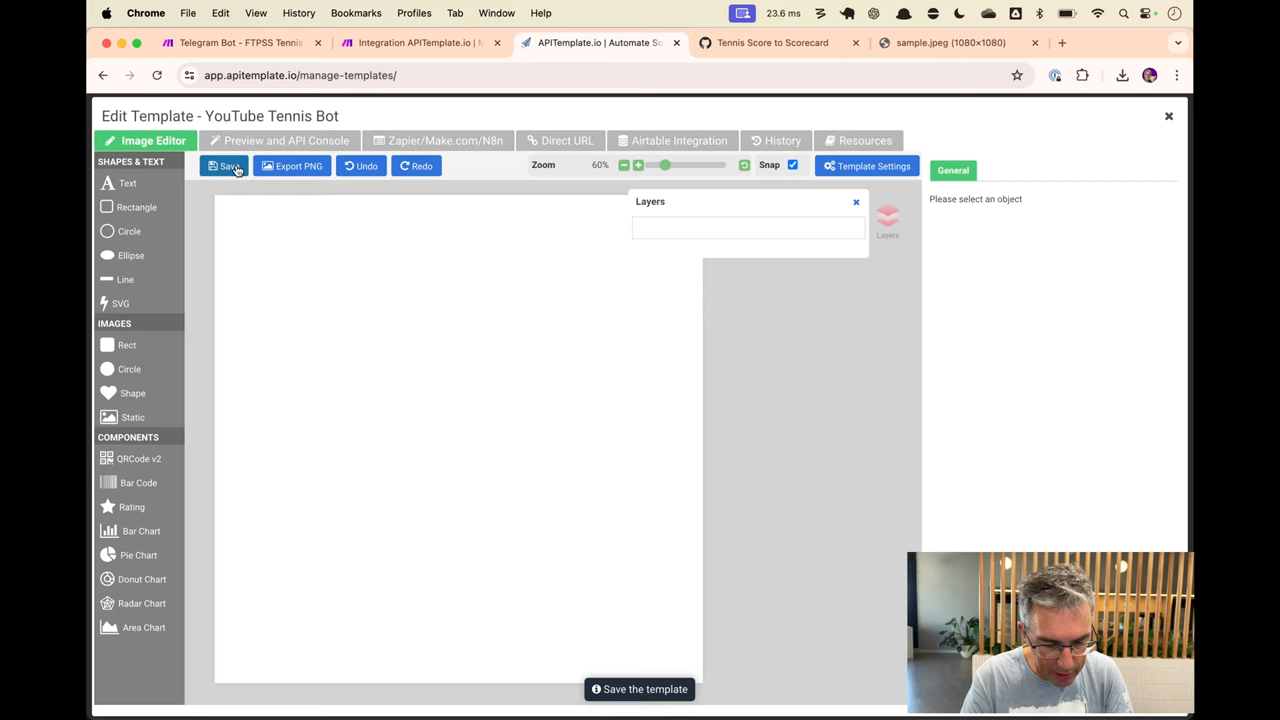 Chrome File Edit View History Bookmarks Profiles Tab Window Help 23.6 ms
Telegram Bot - FTPSS Tennis
Integration APITemplate.io | M
APITemplate.io | Automate So
Tennis Score to Scorecard
sample.jpeg (1080×1080)
app.apitemplate.io/manage-templates/
Edit Template - YouTube Tennis Bot
Image Editor Preview and API Console Zapier/Make.com/N8n Direct URL Airtable Integration History Resources
SHAPES & TEXT
Save Export PNG Undo Redo Zoom 60% Snap Template Settings
General
Text
Please select an object
Layers
Layers
Rectangle
Circle
Ellipse
Line
SVG
IMAGES
Rect
Circle
Shape
Static
COMPONENTS
QRCode v2
Bar Code
Rating
Bar Chart
Pie Chart
Donut Chart
Radar Chart
Area Chart
Save the template